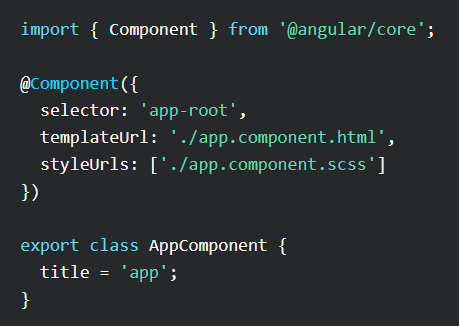 import { Component } from '@angular/core';
@Component({
selector: 'app-root',
templateUrl: './app.component.html',
styleUrls: ['./app.component.scss']
})
export class AppComponent {
title = 'app';
}